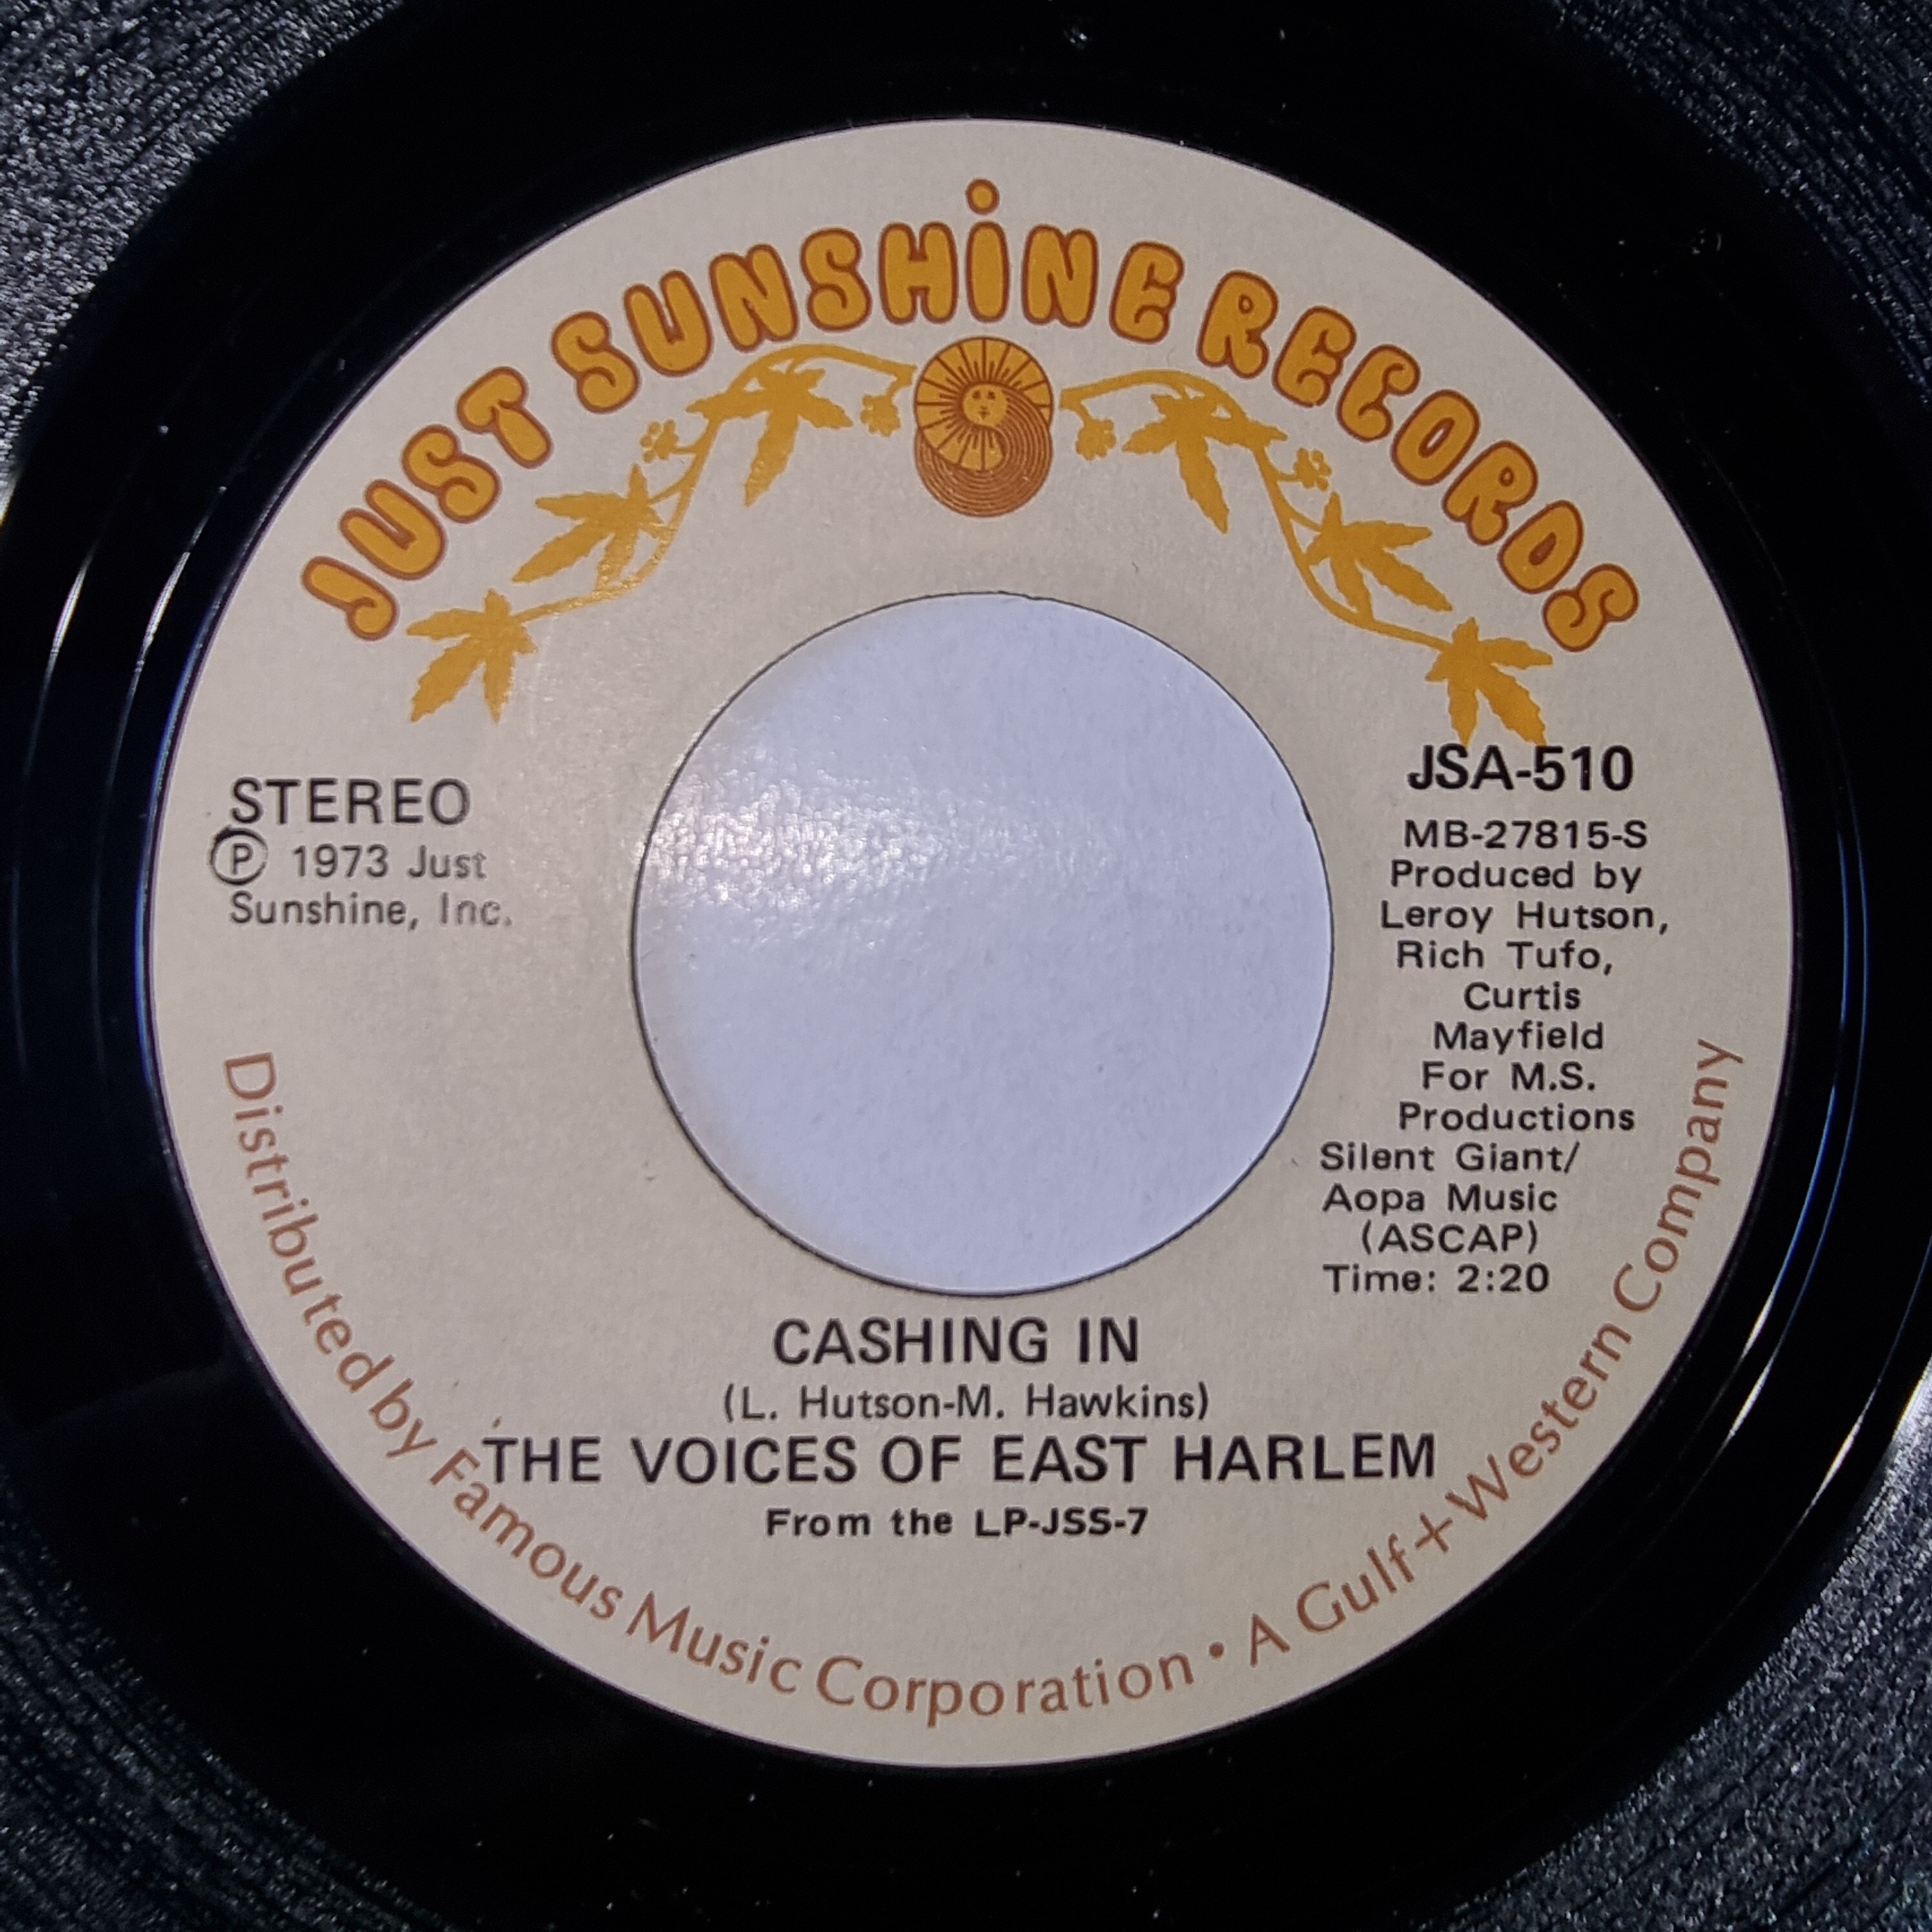 JUST SUNSHiNE RECORDS
STEREO
Ⓟ 1973 Just
Sunshine, Inc.
JSA-510
MB-27815-S
Produced by
Leroy Hutson,
Rich Tufo,
Curtis
Mayfield
For M.S.
Productions
Silent Giant/
Aopa Music
(ASCAP)
Time: 2:20
CASHING IN
(L. Hutson-M. Hawkins)
THE VOICES OF EAST HARLEM
From the LP-JSS-7
Distributed by Famous Music Corporation • A Gulf+Western Company